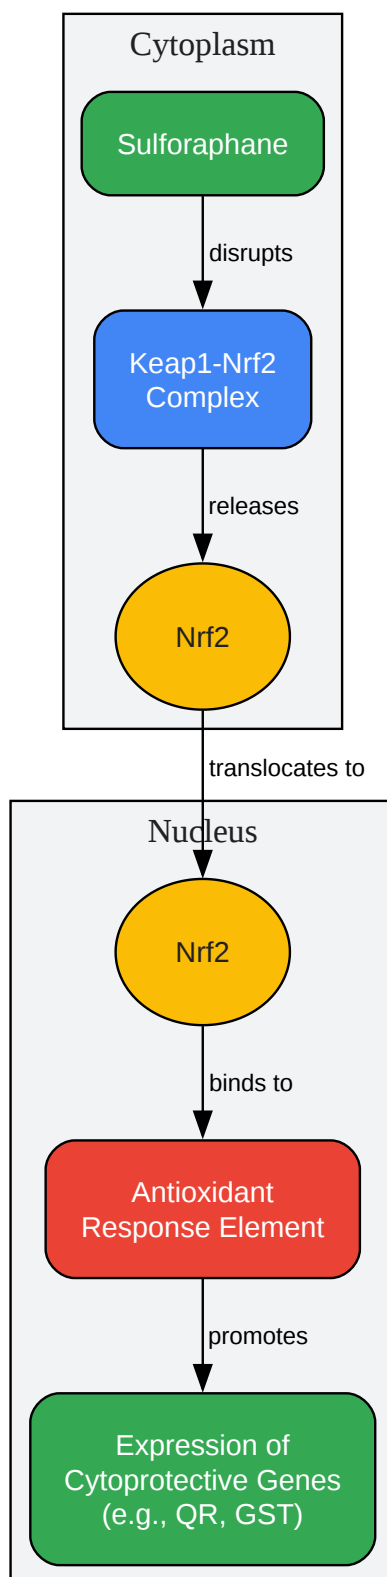 Cytoplasm
Sulforaphane
disrupts
Keap1-Nrf2
Complex
releases
Nrf2
translocates to
Nucleus
Nrf2
binds to
Antioxidant
Response Element
promotes
Expression of
Cytoprotective Genes
(e.g., QR, GST)